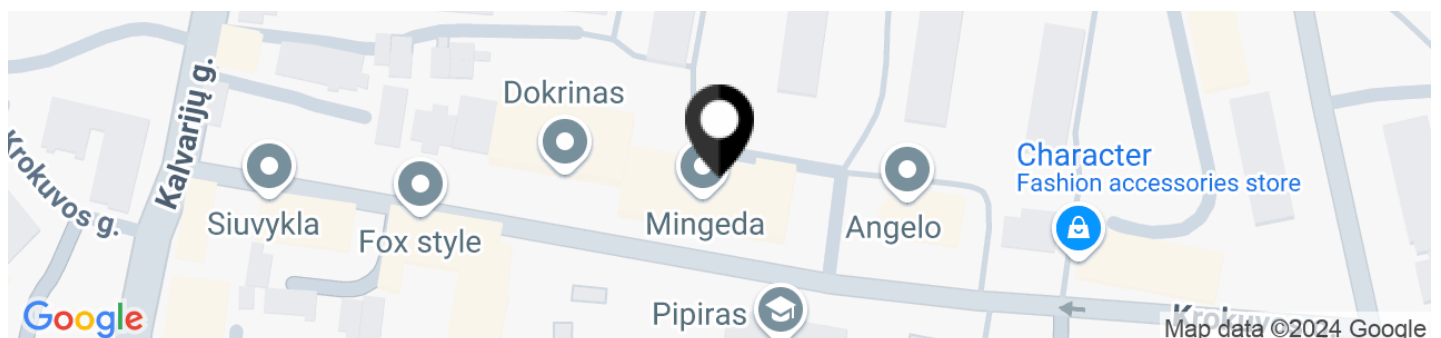 Kalvarijų g.
Krokuvos g.
Dokrinas
Siuvykla
Fox style
Mingeda
Angelo
Character
Fashion accessories store
Pipiras
Google
Map data ©2024 Google